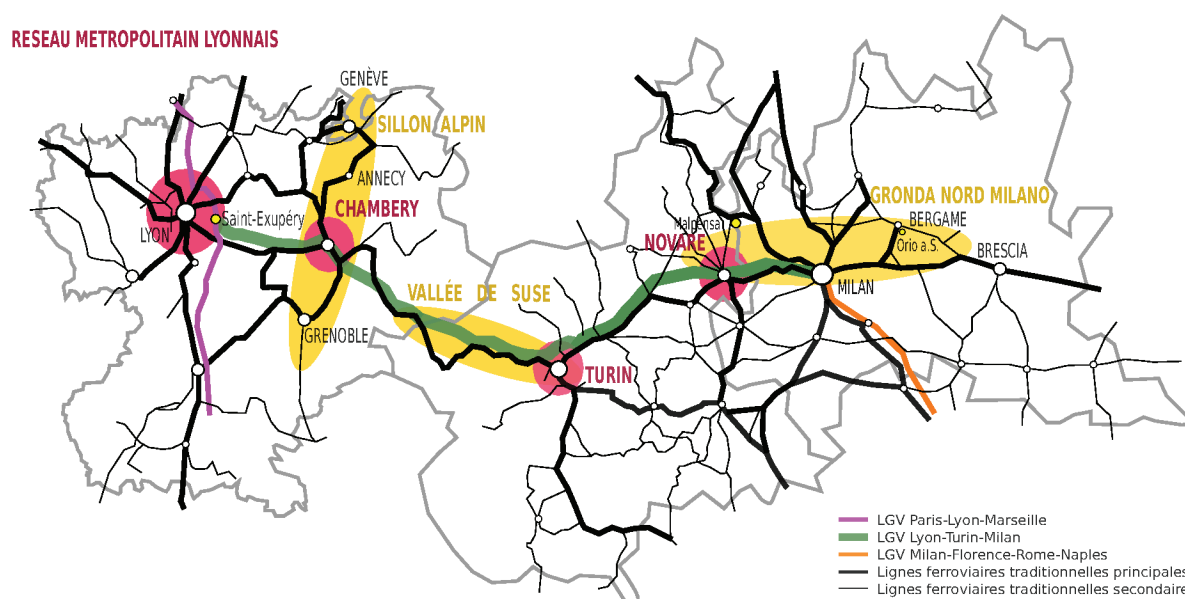 RESEAU METROPOLITAIN LYONNAIS
GENÈVE
SILLON ALPIN
ANNECY
CHAMBERY
Saint-Exupéry
LYON
GRENOBLE
VALLÉE DE SUSE
TURIN
GRONDA NORD MILANO
BERGAME
Malpensa
Orio a.S.
NOVARE
BRESCIA
MILAN
LGV Paris-Lyon-Marseille
LGV Lyon-Turin-Milan
LGV Milan-Florence-Rome-Naples
Lignes ferroviaires traditionnelles principales
Lignes ferroviaires traditionnelles secondaire